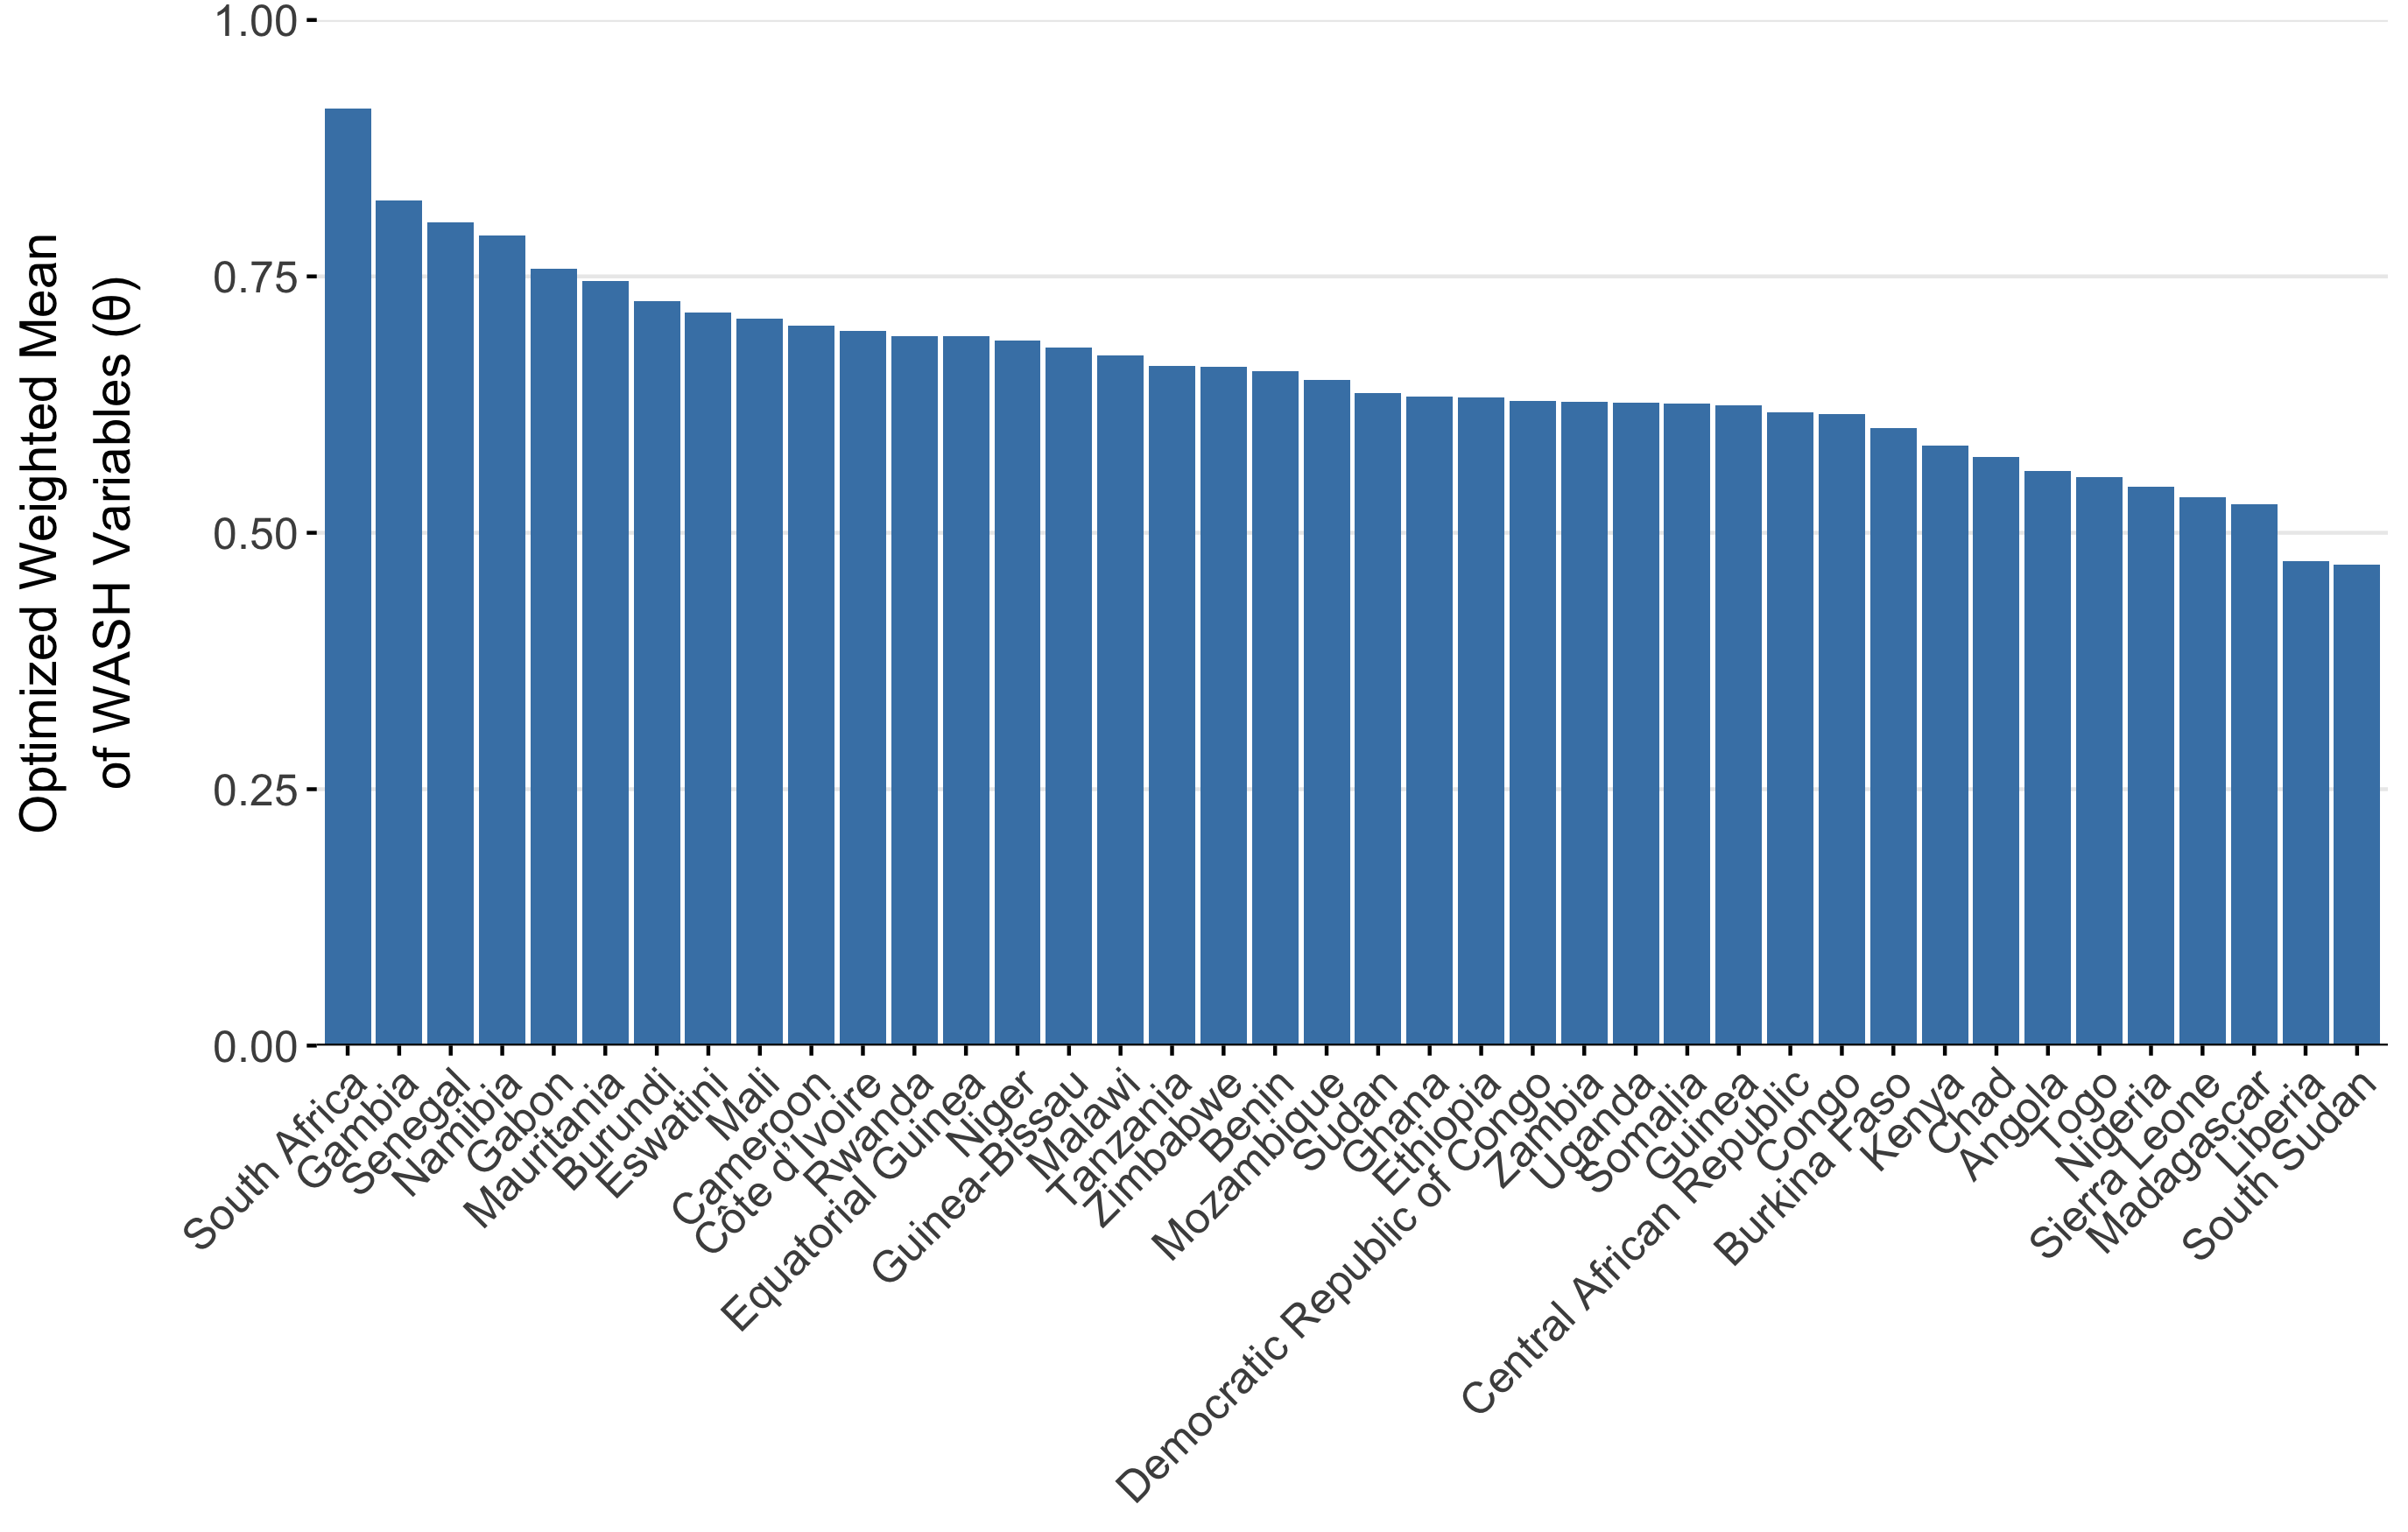 Optimized Weighted Mean
of WASH Variables (θ)
1.00
0.75
0.50
0.25
0.00
South Africa
Gambia
Senegal
Namibia
Gabon
Mauritania
Burundi
Eswatini
Mali
Cameroon
Côte d'Ivoire
Rwanda
Equatorial Guinea
Niger
Guinea-Bissau
Malawi
Tanzania
Zimbabwe
Benin
Mozambique
Sudan
Ghana
Ethiopia
Democratic Republic of Congo
Zambia
Uganda
Somalia
Guinea
Central African Republic
Congo
Burkina Faso
Kenya
Chad
Angola
Togo
Nigeria
Sierra Leone
Madagascar
Liberia
South Sudan